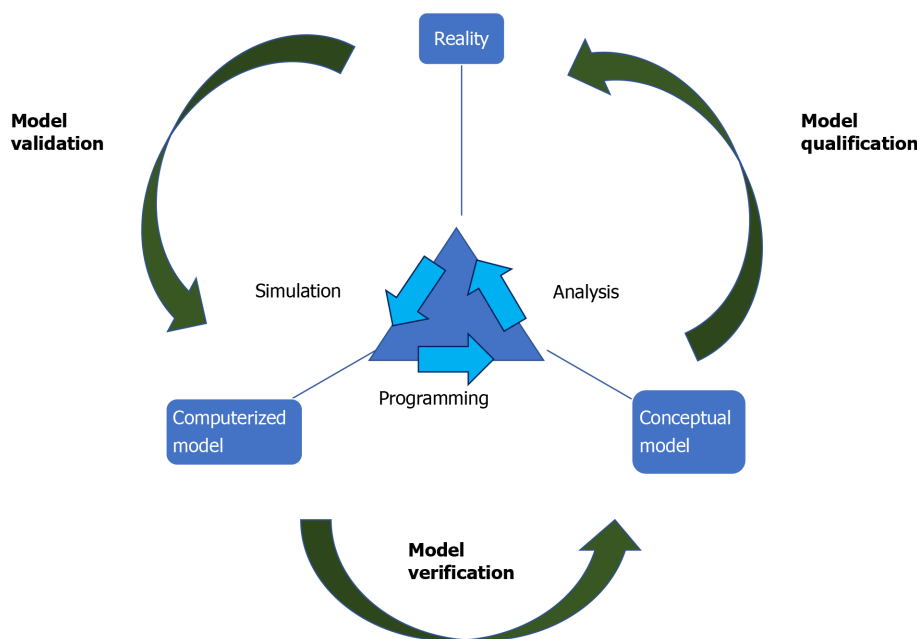 Reality
Model
validation
Model
qualification
Simulation
Analysis
Programming
Computerized
model
Conceptual
model
Model
verification